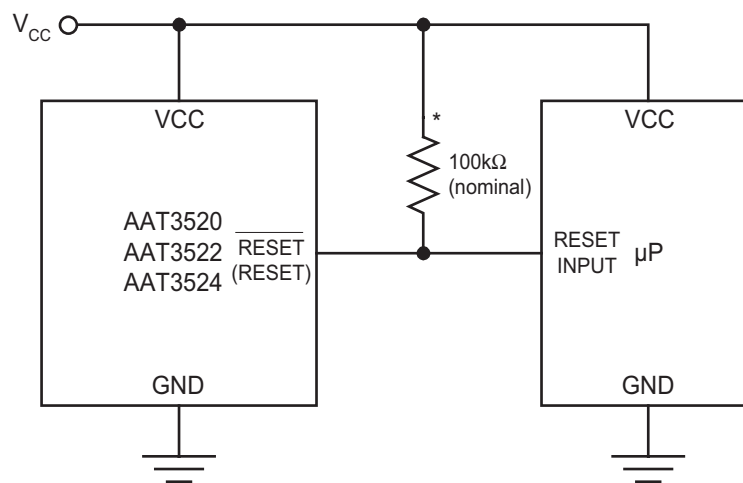 VCC
VCC
VCC
*
100kΩ
(nominal)
AAT3520
AAT3522
AAT3524
RESET
(RESET)
RESET
INPUT
µP
GND
GND